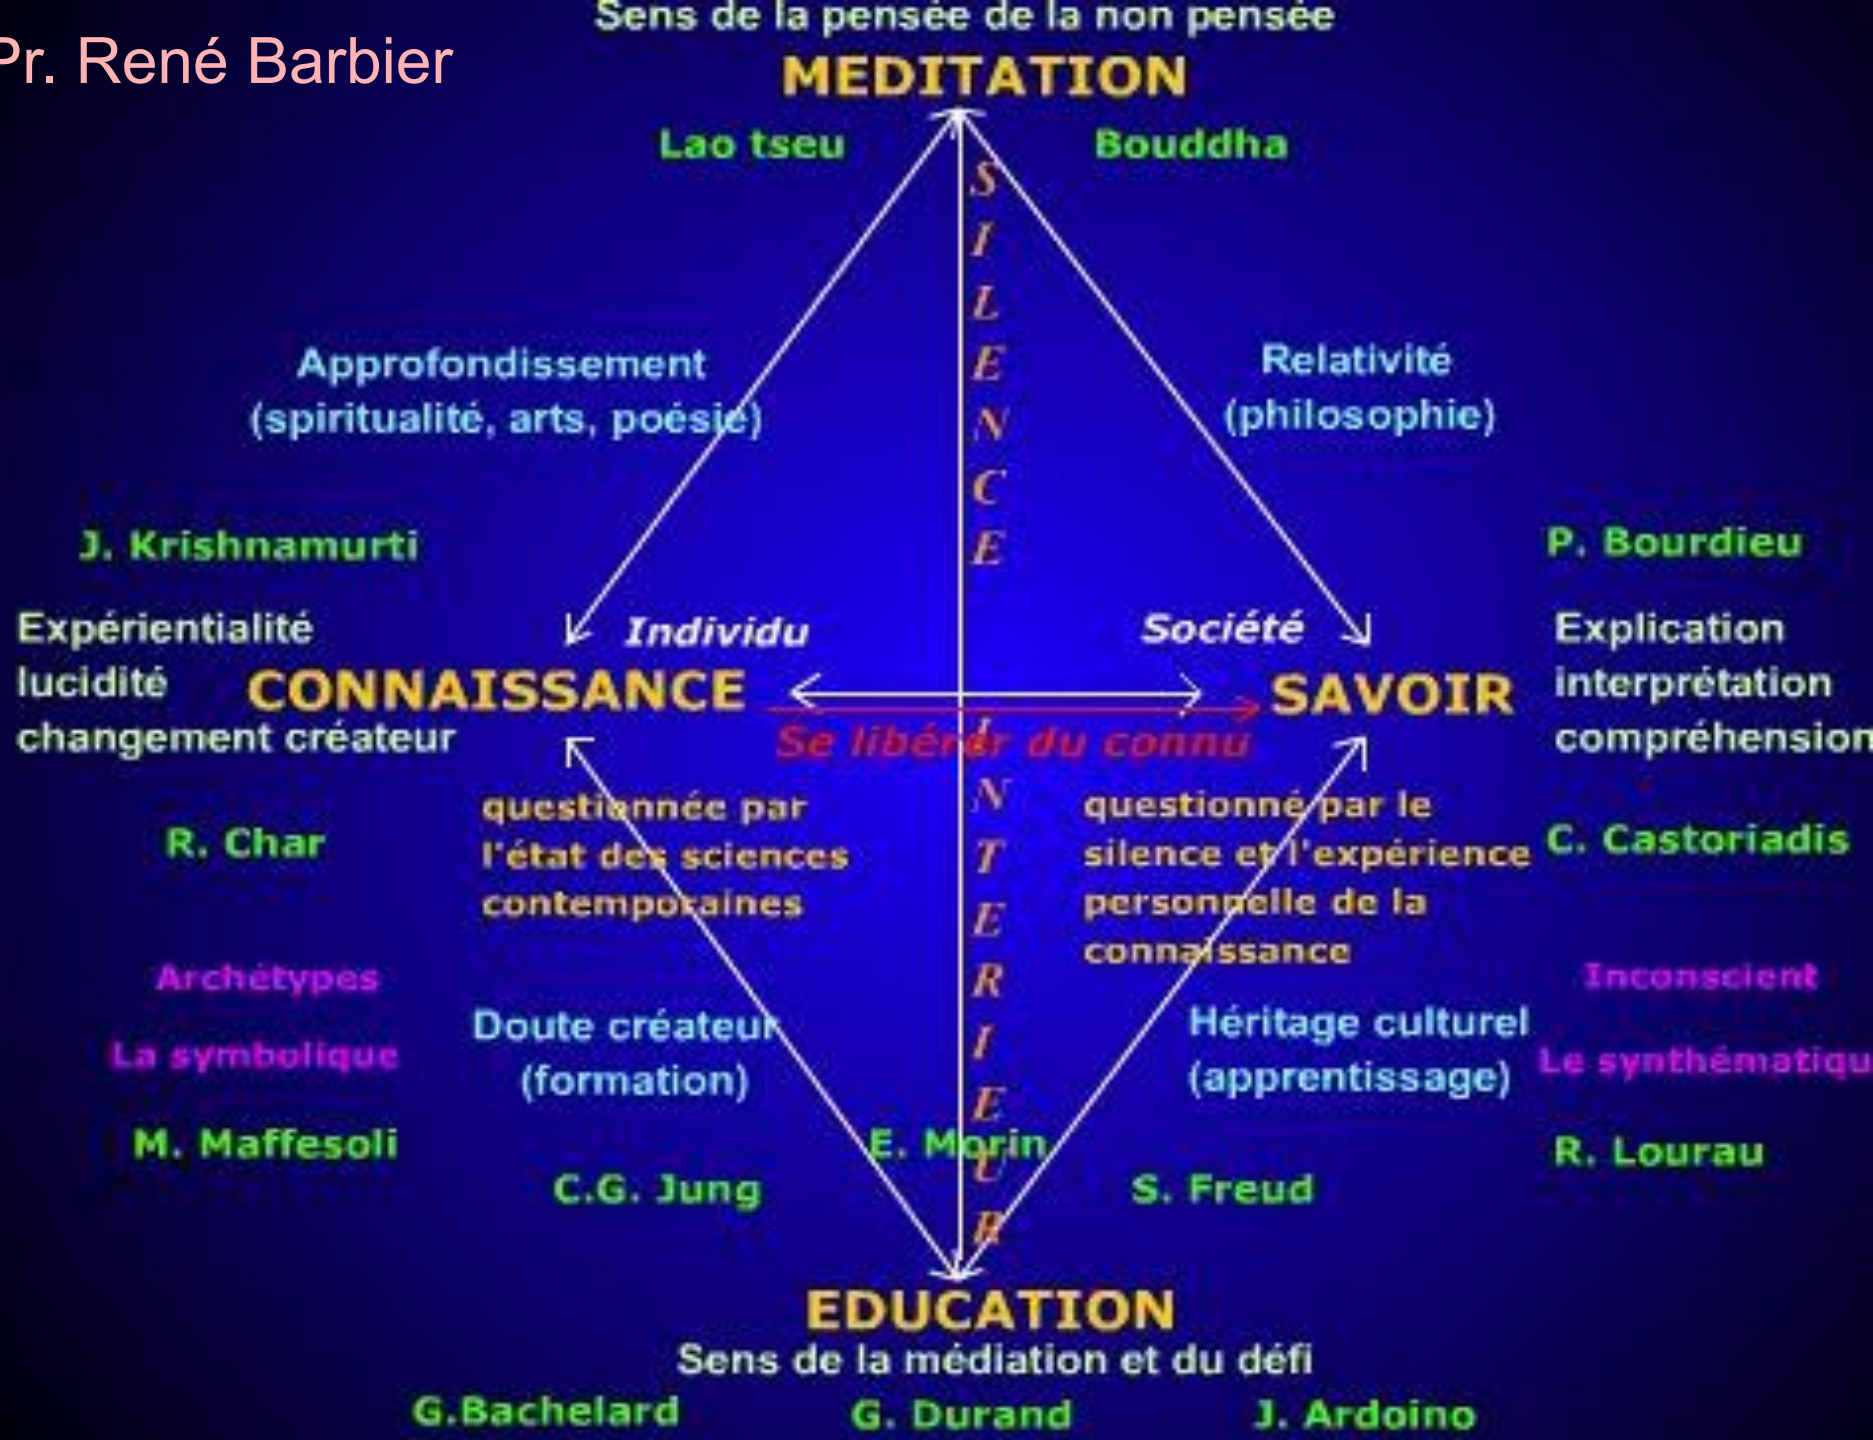 Sens de la pensée de la non pensée
Pr. René Barbier
MEDITATION
Lao tseu
Bouddha
SILENCE
Approfondissement
(spiritualité, arts, poésie)
Relativité
(philosophie)
J. Krishnamurti
P. Bourdieu
Expérientialité
lucidité
changement créateur
Individu
Société
Explication
interprétation
compréhension
CONNAISSANCE
SAVOIR
Se libérer du connu
INTERIEUR
questionnée par
l'état des sciences
contemporaines
questionné par le
silence et l'expérience
personnelle de la
connaissance
R. Char
C. Castoriadis
Archétypes
La symbolique
Doute créateur
(formation)
Héritage culturel
(apprentissage)
Inconscient
Le synthématiqu
M. Maffesoli
E. Morin
R. Lourau
C.G. Jung
S. Freud
EDUCATION
Sens de la médiation et du défi
G.Bachelard
G. Durand
J. Ardoino